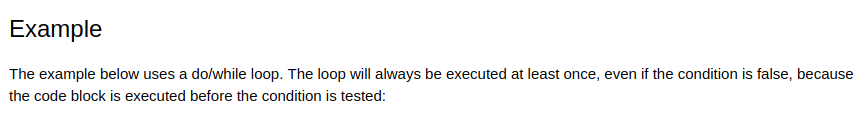 Example
The example below uses a do/while loop. The loop will always be executed at least once, even if the condition is false, because
the code block is executed before the condition is tested: